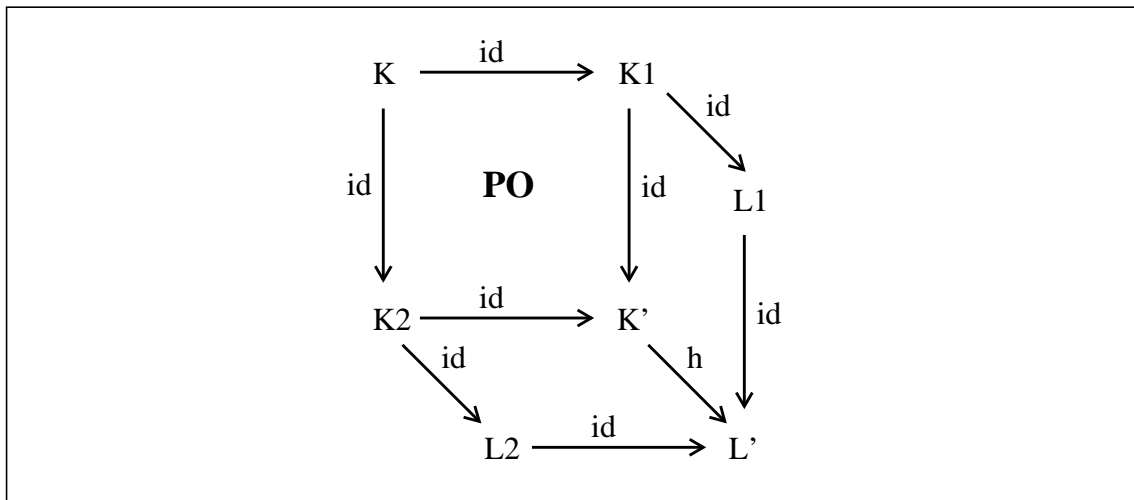 id
K K1
id
id PO id
L1
id
K2 K’ id
id h
id
L2 L’